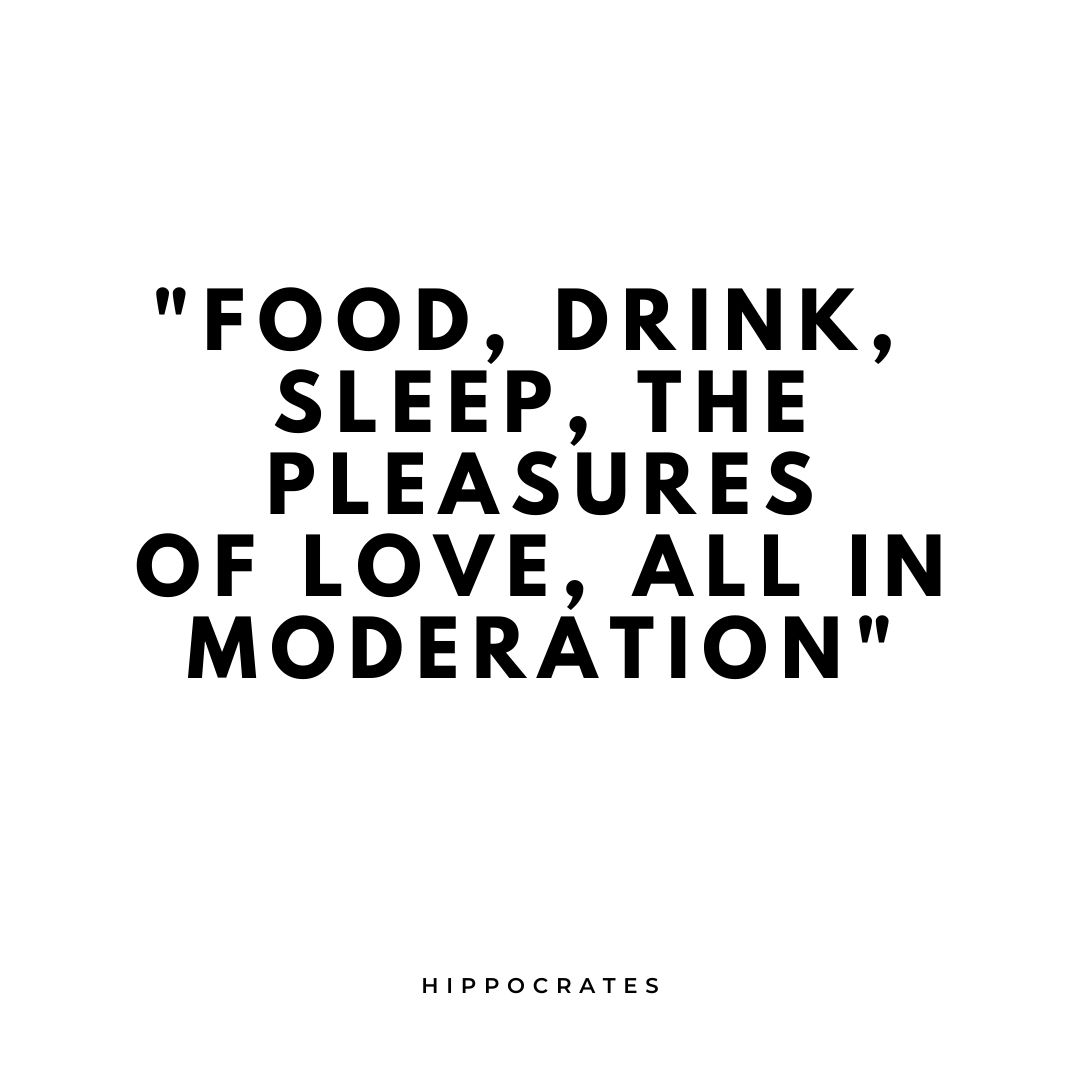 "FOOD, DRINK,
SLEEP, THE
PLEASURES
OF LOVE, ALL IN
MODERATION"
HIPPOCRATES